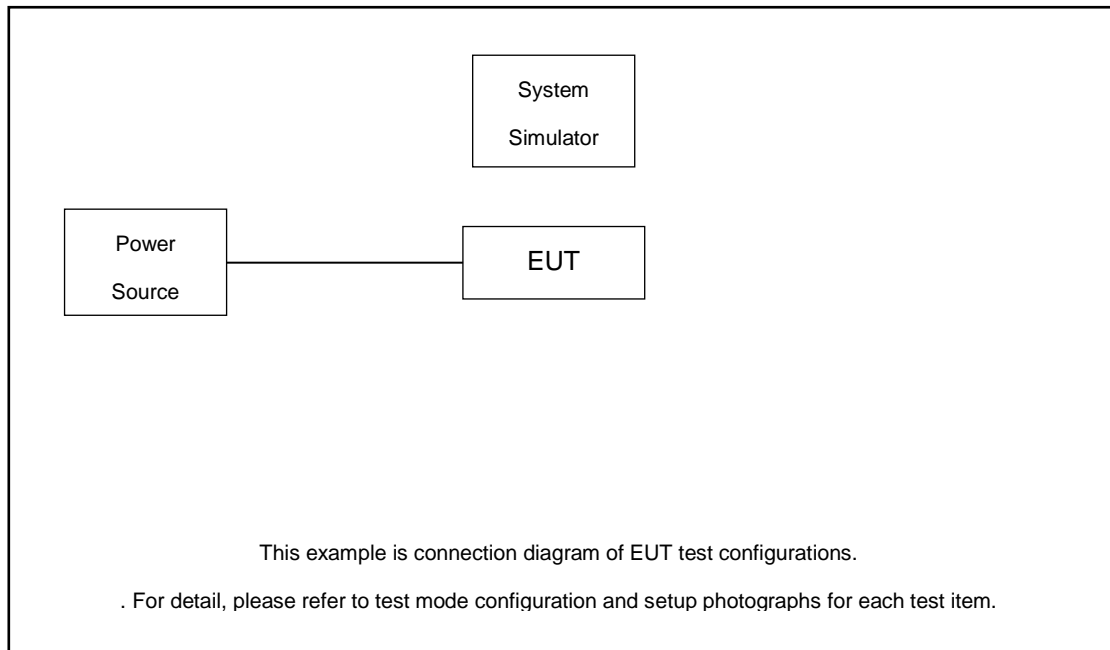 System
Simulator
Power
Source
EUT
This example is connection diagram of EUT test configurations.
. For detail, please refer to test mode configuration and setup photographs for each test item.